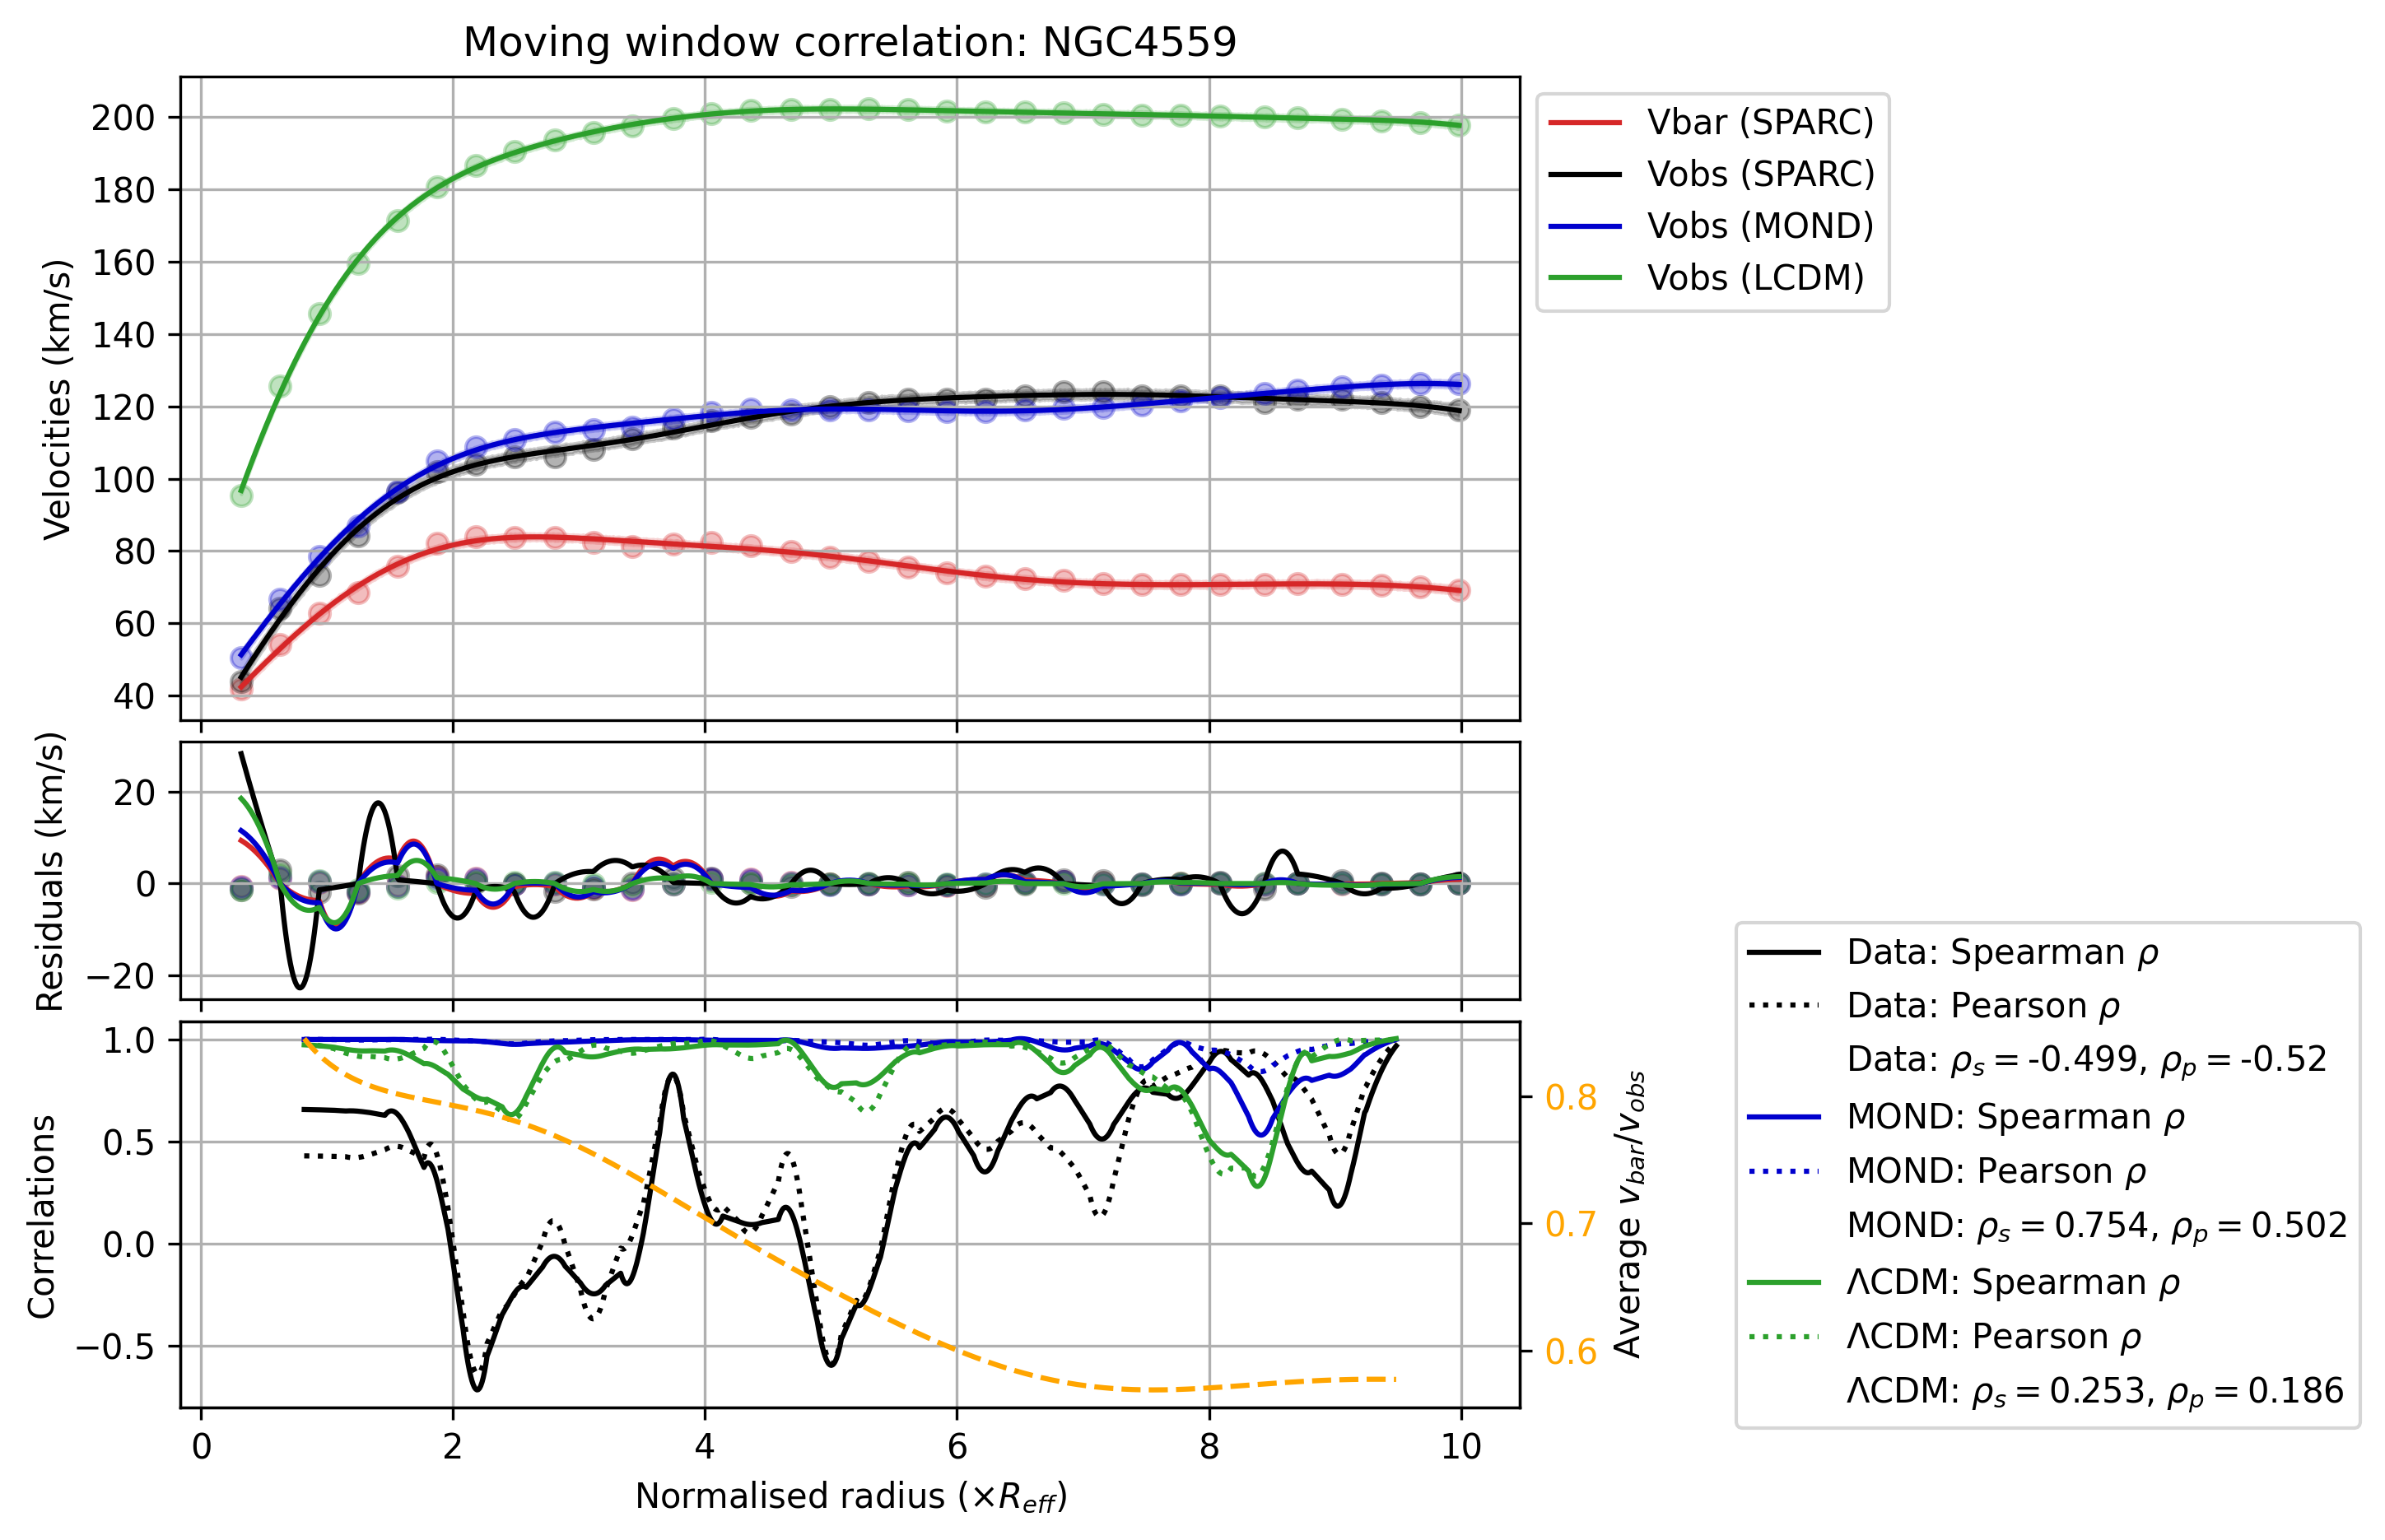 Moving window correlation: NGC4559
Velocities (km/s)
200
180
160
140
120
100
80
60
40
Vbar (SPARC)
Vobs (SPARC)
Vobs (MOND)
Vobs (LCDM)
Residuals (km/s)
20
0
−20
Correlations
1.0
0.5
0.0
−0.5
0.8
0.7
0.6
Average v_bar/v_obs
0 2 4 6 8 10
Normalised radius (×R_eff)
Data: Spearman ρ
Data: Pearson ρ
Data: ρ_s = -0.499, ρ_p = -0.52
MOND: Spearman ρ
MOND: Pearson ρ
MOND: ρ_s = 0.754, ρ_p = 0.502
ΛCDM: Spearman ρ
ΛCDM: Pearson ρ
ΛCDM: ρ_s = 0.253, ρ_p = 0.186